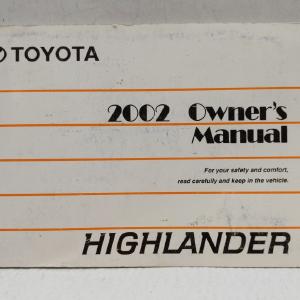 TOYOTA
2002 Owner's
Manual
For your safety and comfort,
read carefully and keep in the vehicle.
HIGHLANDER